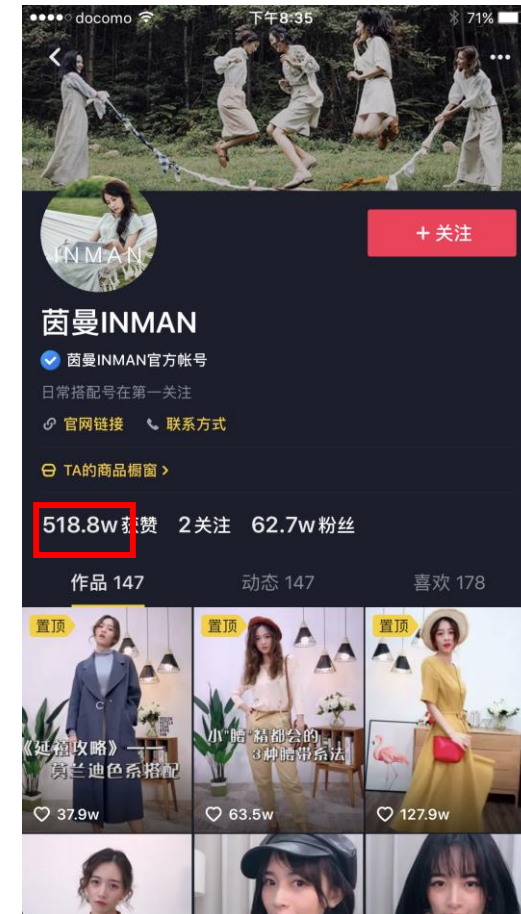 docomo 下午8:35 71%
INMAN
+ 关注
茵曼INMAN
茵曼INMAN官方帐号
日常搭配号在第一关注
官网链接 联系方式
TA的商品橱窗 >
518.8w 获赞 2 关注 62.7w 粉丝
作品 147 动态 147 喜欢 178
置顶 置顶 置顶
《延禧攻略》——
莫兰迪色系搭配
小"腰"精都会的
3种腰带系法
37.9w 63.5w 127.9w